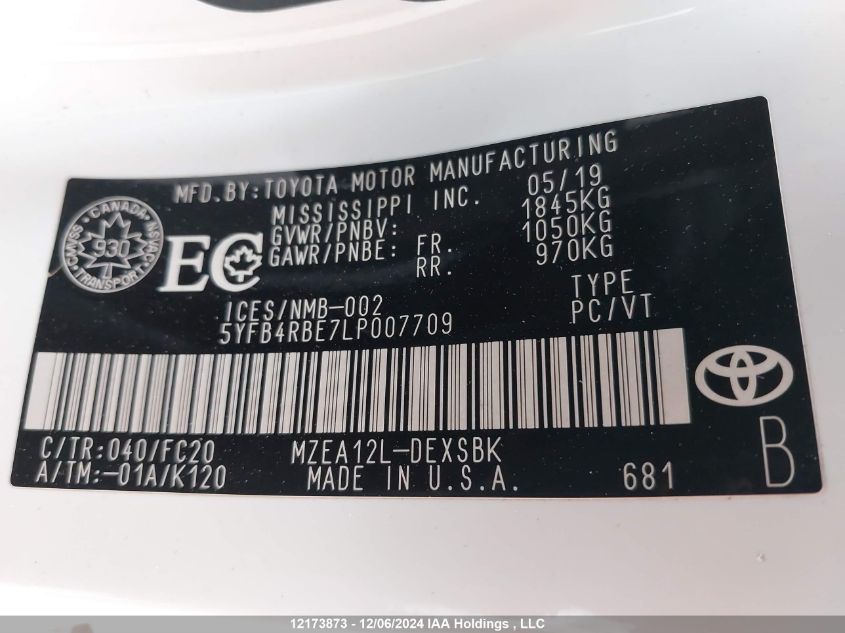 MFD.BY:TOYOTA MOTOR MANUFACTURING
MISSISSIPPI INC. 05/19
GVWR/PNBV: 1845KG
GAWR/PNBE: FR. 1050KG
RR. 970KG
CANADA
CMVSS
930
NSVAC
TRANSPORT
EC
ICES/NMB-002
TYPE
5YFB4RBE7LP007709
PC/VT
C/TR:040/FC20
MZEA12L-DEXSBK
A/TM:-01A/K120
MADE IN U.S.A.
681
B
12173873 - 12/06/2024 IAA Holdings , LLC